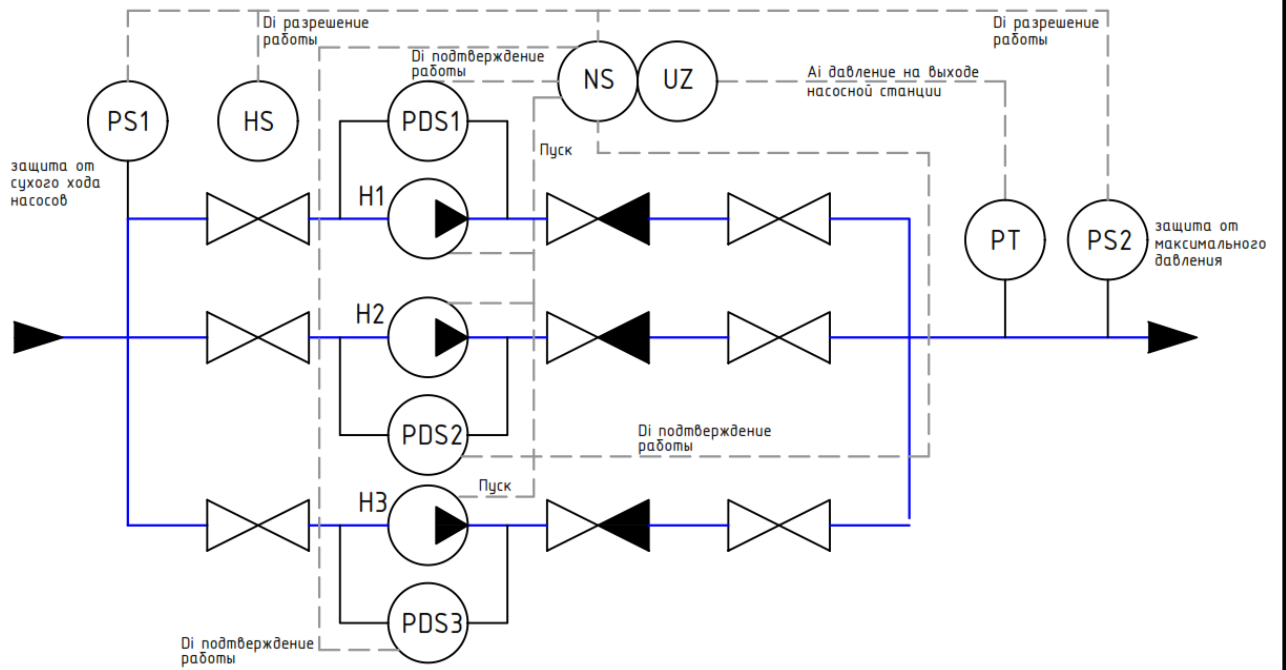 Di разрешение
работы
Di разрешение
работы
Di подтверждение
работы
NS
UZ
Ai давление на выходе
насосной станции
PS1
HS
PDS1
Пуск
защита от
сухого хода
насосов
H1
PT
PS2
защита от
максимального
давления
H2
PDS2
Di подтверждение
работы
Пуск
H3
PDS3
Di подтверждение
работы